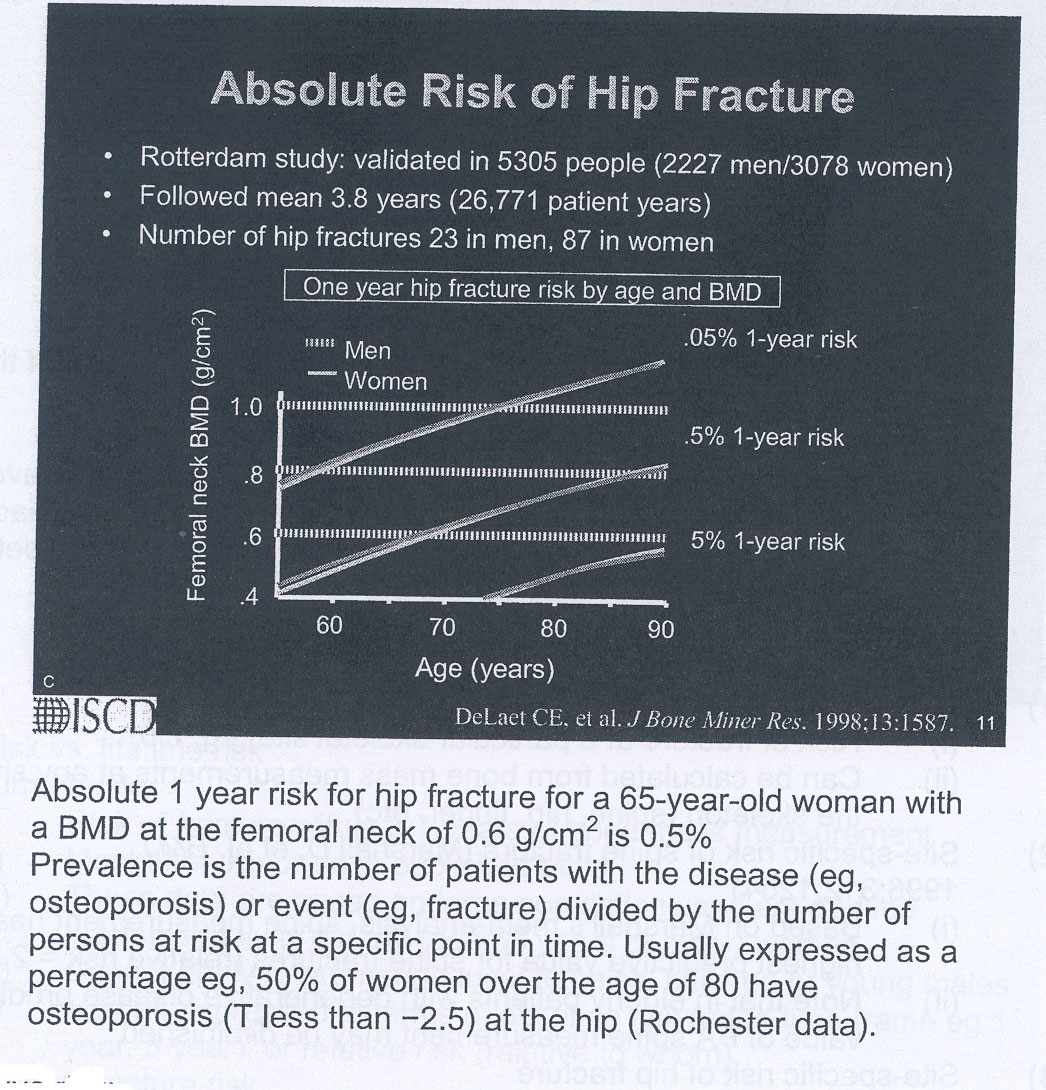 Absolute Risk of Hip Fracture
• Rotterdam study: validated in 5305 people (2227 men/3078 women)
• Followed mean 3.8 years (26,771 patient years)
• Number of hip fractures 23 in men, 87 in women
One year hip fracture risk by age and BMD
Femoral neck BMD (g/cm²)
Men
Women
.05% 1-year risk
1.0
.5% 1-year risk
.8
.6
5% 1-year risk
.4
60 70 80 90
Age (years)
C
ISCD
DeLaet CE, et al. J Bone Miner Res. 1998;13:1587. 11
Absolute 1 year risk for hip fracture for a 65-year-old woman with
a BMD at the femoral neck of 0.6 g/cm² is 0.5%
Prevalence is the number of patients with the disease (eg,
osteoporosis) or event (eg, fracture) divided by the number of
persons at risk at a specific point in time. Usually expressed as a
percentage eg, 50% of women over the age of 80 have
osteoporosis (T less than −2.5) at the hip (Rochester data).